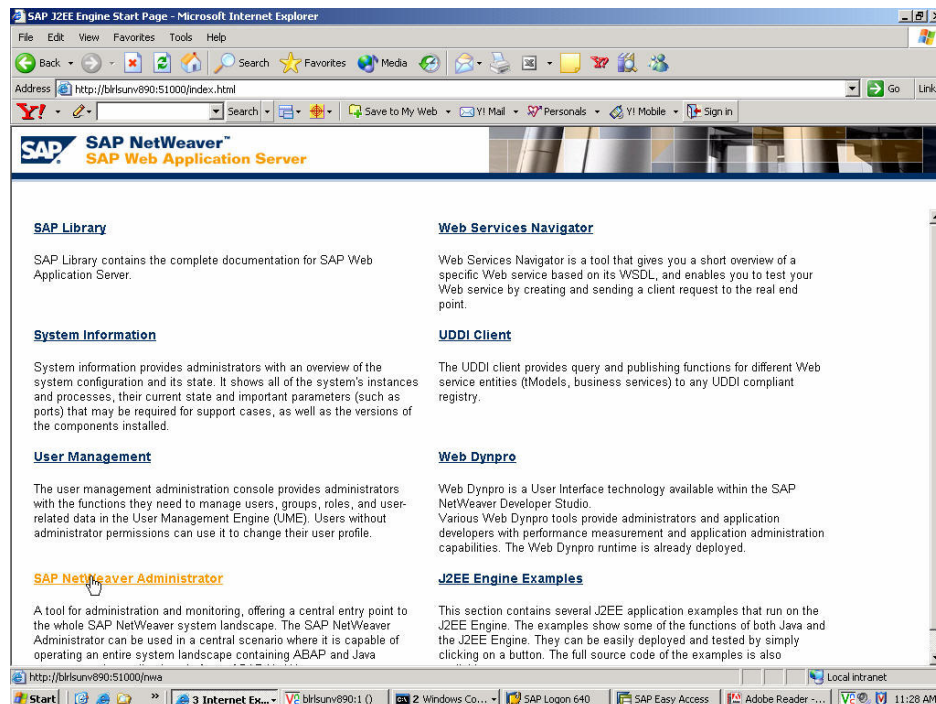 SAP J2EE Engine Start Page - Microsoft Internet Explorer
File Edit View Favorites Tools Help
Back Search Favorites Media
Address http://blrlsunv890:51000/index.html Go Link
Y! Search Save to My Web Y! Mail Personals Y! Mobile Sign in
SAP SAP NetWeaver™
SAP Web Application Server
SAP Library
SAP Library contains the complete documentation for SAP Web
Application Server.
Web Services Navigator
Web Services Navigator is a tool that gives you a short overview of a
specific Web service based on its WSDL, and enables you to test your
Web service by creating and sending a client request to the real end
point.
System Information
System information provides administrators with an overview of the
system configuration and its state. It shows all of the system's instances
and processes, their current state and important parameters (such as
ports) that may be required for support cases, as well as the versions of
the components installed.
UDDI Client
The UDDI client provides query and publishing functions for different Web
service entities (tModels, business services) to any UDDI compliant
registry.
User Management
The user management administration console provides administrators
with the functions they need to manage users, groups, roles, and user-
related data in the User Management Engine (UME). Users without
administrator permissions can use it to change their user profile.
Web Dynpro
Web Dynpro is a User Interface technology available within the SAP
NetWeaver Developer Studio.
Various Web Dynpro tools provide administrators and application
developers with performance measurement and application administration
capabilities. The Web Dynpro runtime is already deployed.
SAP NetWeaver Administrator
A tool for administration and monitoring, offering a central entry point to
the whole SAP NetWeaver system landscape. The SAP NetWeaver
Administrator can be used in a central scenario where it is capable of
operating an entire system landscape containing ABAP and Java
J2EE Engine Examples
This section contains several J2EE application examples that run on the
J2EE Engine. The examples show some of the functions of both Java and
the J2EE Engine. They can be easily deployed and tested by simply
clicking on a button. The full source code of the examples is also
http://blrlsunv890:51000/nwa Local intranet
Start » 3 Internet Ex... blrlsunv890:1 () 2 Windows Co... SAP Logon 640 SAP Easy Access Adobe Reader -... 11:28 AM